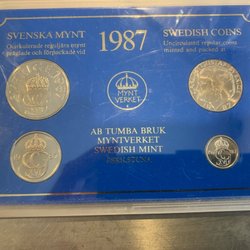 SVENSKA MYNT
Ocirkulerade reguljära mynt
präglade och förpackade vid
1987
SWEDISH COINS
Uncirculated regular coins
minted and packed at
MYNT
VERKET
AB TUMBA BRUK
MYNTVERKET
SWEDISH MINT